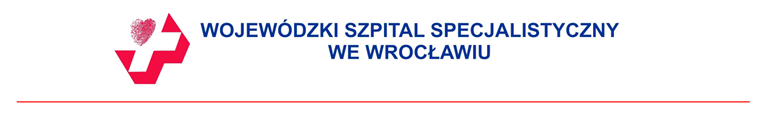 WOJEWÓDZKI SZPITAL SPECJALISTYCZNY
WE WROCŁAWIU